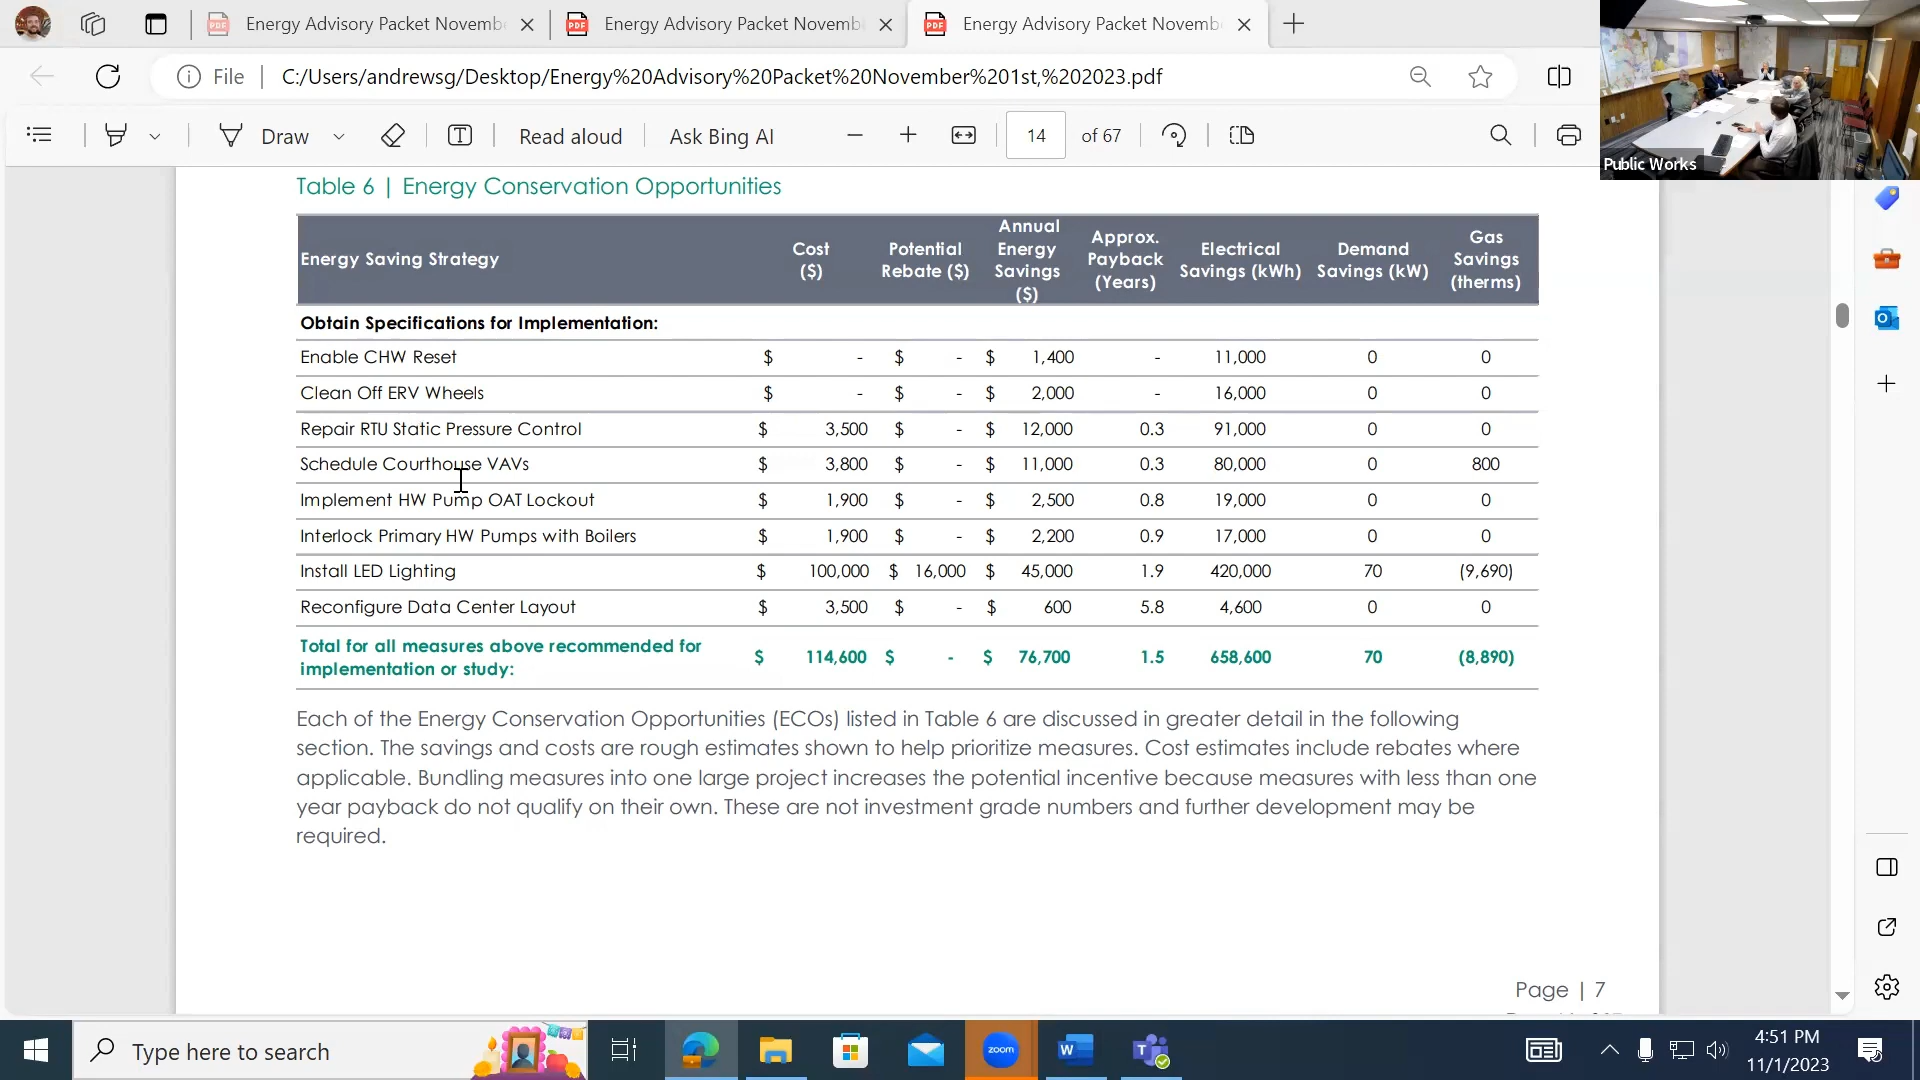 Energy Advisory Packet Novemb
Energy Advisory Packet Novemb
Energy Advisory Packet Novemb
File
C:/Users/andrewsg/Desktop/Energy%20Advisory%20Packet%20November%201st,%202023.pdf
Draw
Read aloud
Ask Bing AI
14
of 67
Public Works
Table 6 | Energy Conservation Opportunities
Energy Saving Strategy Cost ($) Potential Rebate ($) Annual Energy Savings ($) Approx. Payback (Years) Electrical Savings (kWh) Demand Savings (kW) Gas Savings (therms)
Obtain Specifications for Implementation:
Enable CHW Reset $ - $ - $ 1,400 - 11,000 0 0
Clean Off ERV Wheels $ - $ - $ 2,000 - 16,000 0 0
Repair RTU Static Pressure Control $ 3,500 $ - $ 12,000 0.3 91,000 0 0
Schedule Courthouse VAVs $ 3,800 $ - $ 11,000 0.3 80,000 0 800
Implement HW Pump OAT Lockout $ 1,900 $ - $ 2,500 0.8 19,000 0 0
Interlock Primary HW Pumps with Boilers $ 1,900 $ - $ 2,200 0.9 17,000 0 0
Install LED Lighting $ 100,000 $ 16,000 $ 45,000 1.9 420,000 70 (9,690)
Reconfigure Data Center Layout $ 3,500 $ - $ 600 5.8 4,600 0 0
Total for all measures above recommended for
implementation or study: $ 114,600 $ - $ 76,700 1.5 658,600 70 (8,890)
Each of the Energy Conservation Opportunities (ECOs) listed in Table 6 are discussed in greater detail in the following
section. The savings and costs are rough estimates shown to help prioritize measures. Cost estimates include rebates where
applicable. Bundling measures into one large project increases the potential incentive because measures with less than one
year payback do not qualify on their own. These are not investment grade numbers and further development may be
required.
Page | 7
Type here to search
zoom
4:51 PM
11/1/2023